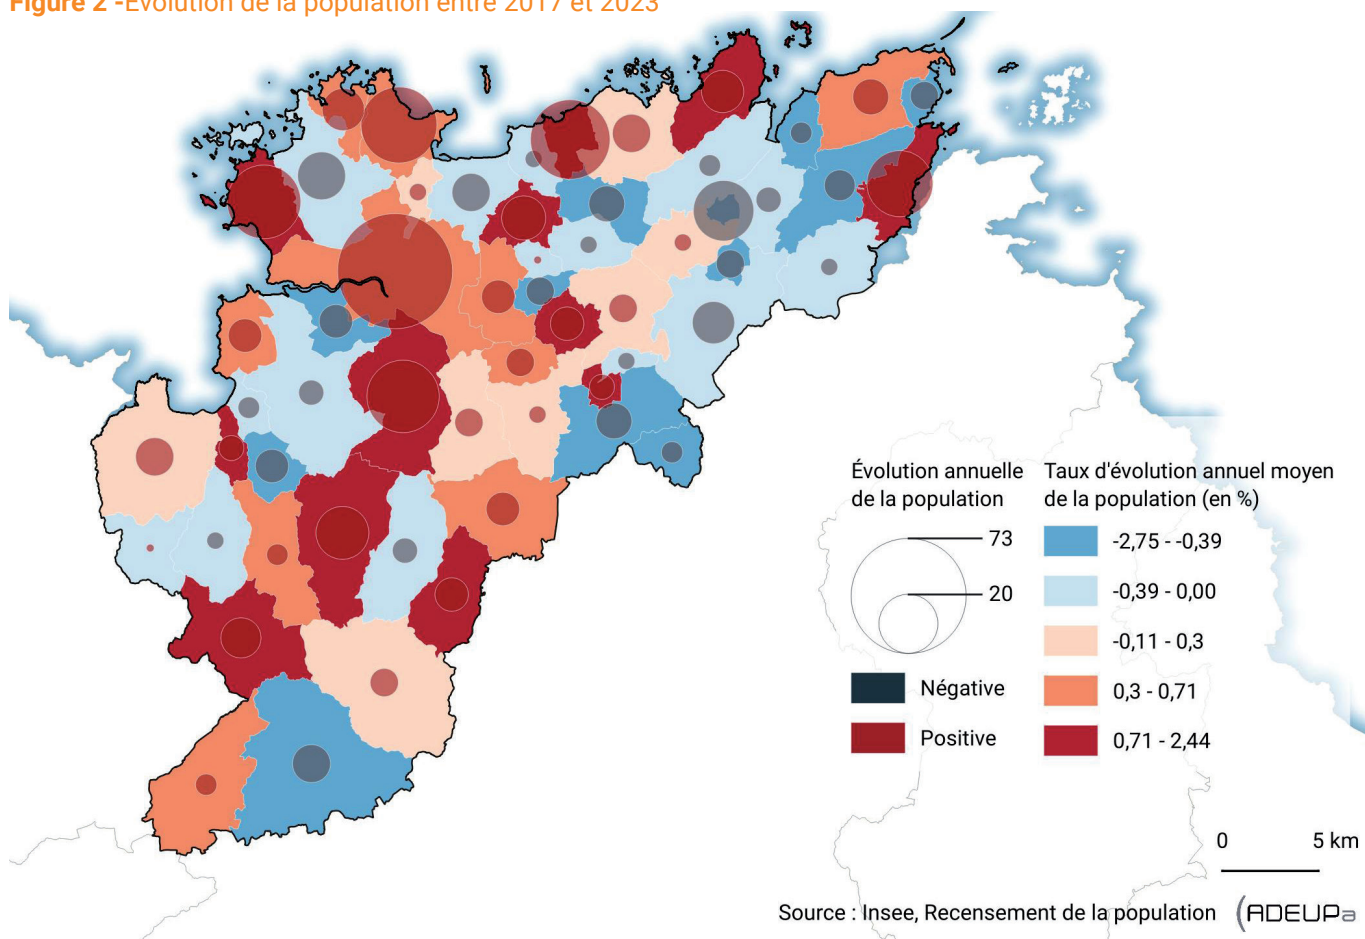 Figure 2 -Évolution de la population entre 2017 et 2023
Évolution annuelle
de la population
73
20
Négative
Positive
Taux d'évolution annuel moyen
de la population (en %)
-2,75 - -0,39
-0,39 - 0,00
-0,11 - 0,3
0,3 - 0,71
0,71 - 2,44
0 5 km
Source : Insee, Recensement de la population
ADEUPa